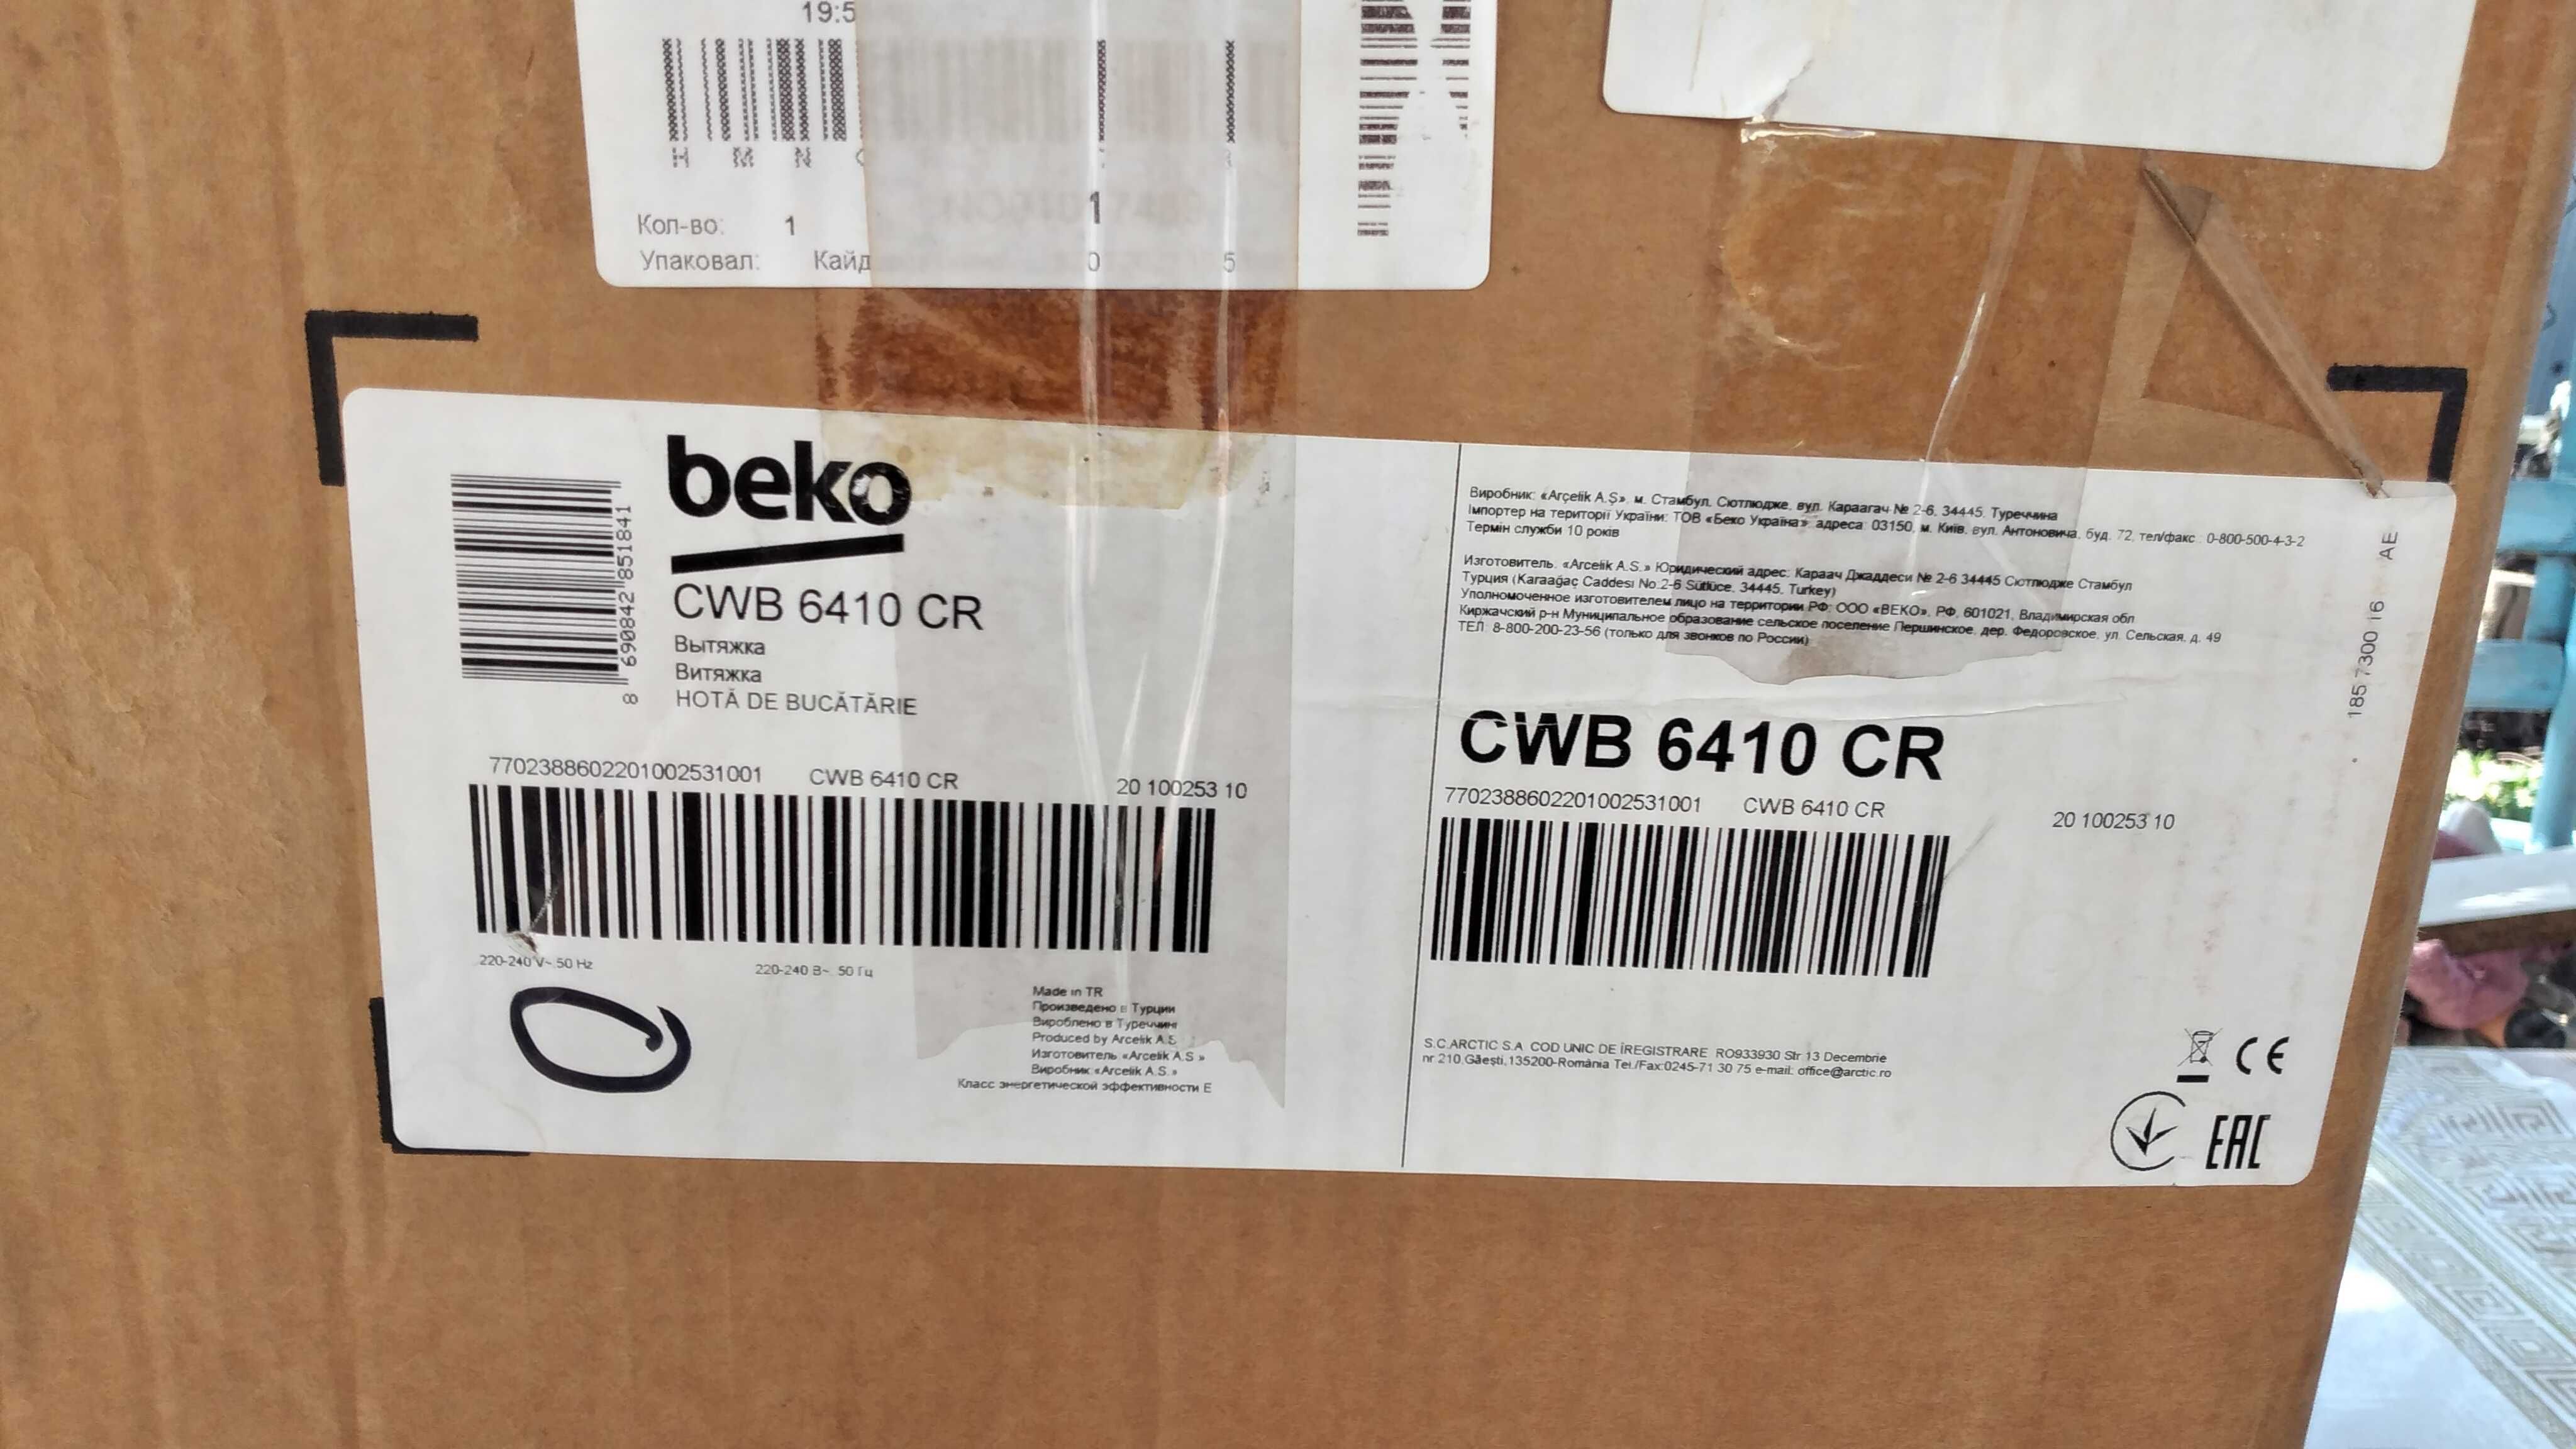 19:5
H M N
1
Кол-во: 1
Упаковал: Кайд
0 5
beko
8 690842 851841
CWB 6410 CR
Вытяжка
Витяжка
HOTĂ DE BUCĂTĂRIE
7702388602201002531001 CWB 6410 CR 20 100253 10
220-240 V~ 50 Hz 220-240 В~ 50 Гц
Made in TR
Произведено в Турции
Вироблено в Туреччині
Produced by Arcelik A.S
Изготовитель «Arcelik A.S.»
Виробник «Arcelik A.S.»
Класс энергетической эффективности E
Виробник: «Arçelik A.Ş», м. Стамбул, Сютлюдже, вул. Караагач № 2-6, 34445, Туреччина
Імпортер на території України: ТОВ «Беко Україна», адреса: 03150, м. Київ, вул. Антоновича, буд. 72, тел/факс : 0-800-500-4-3-2
Термін служби 10 років
Изготовитель: «Arcelik A.S.» Юридический адрес: Караач Джаддеси № 2-6 34445 Сютлюдже Стамбул
Турция (Karaağaç Caddesi No.2-6 Sütlüce, 34445, Turkey)
Уполномоченное изготовителем лицо на территории РФ: ООО «BEKO», РФ, 601021, Владимирская обл
Киржачский р-н Муниципальное образование сельское поселение Першинское, дер. Федоровское, ул. Сельская, д. 49
ТЕЛ. 8-800-200-23-56 (только для звонков по России)
185 7300 16 AE
CWB 6410 CR
7702388602201002531001 CWB 6410 CR 20 100253 10
S.C.ARCTIC S.A COD UNIC DE ÎREGISTRARE RO933930 Str 13 Decembrie
nr 210 Găești,135200-România Tel./Fax:0245-71 30 75 e-mail: office@arctic.ro
CE
EAC